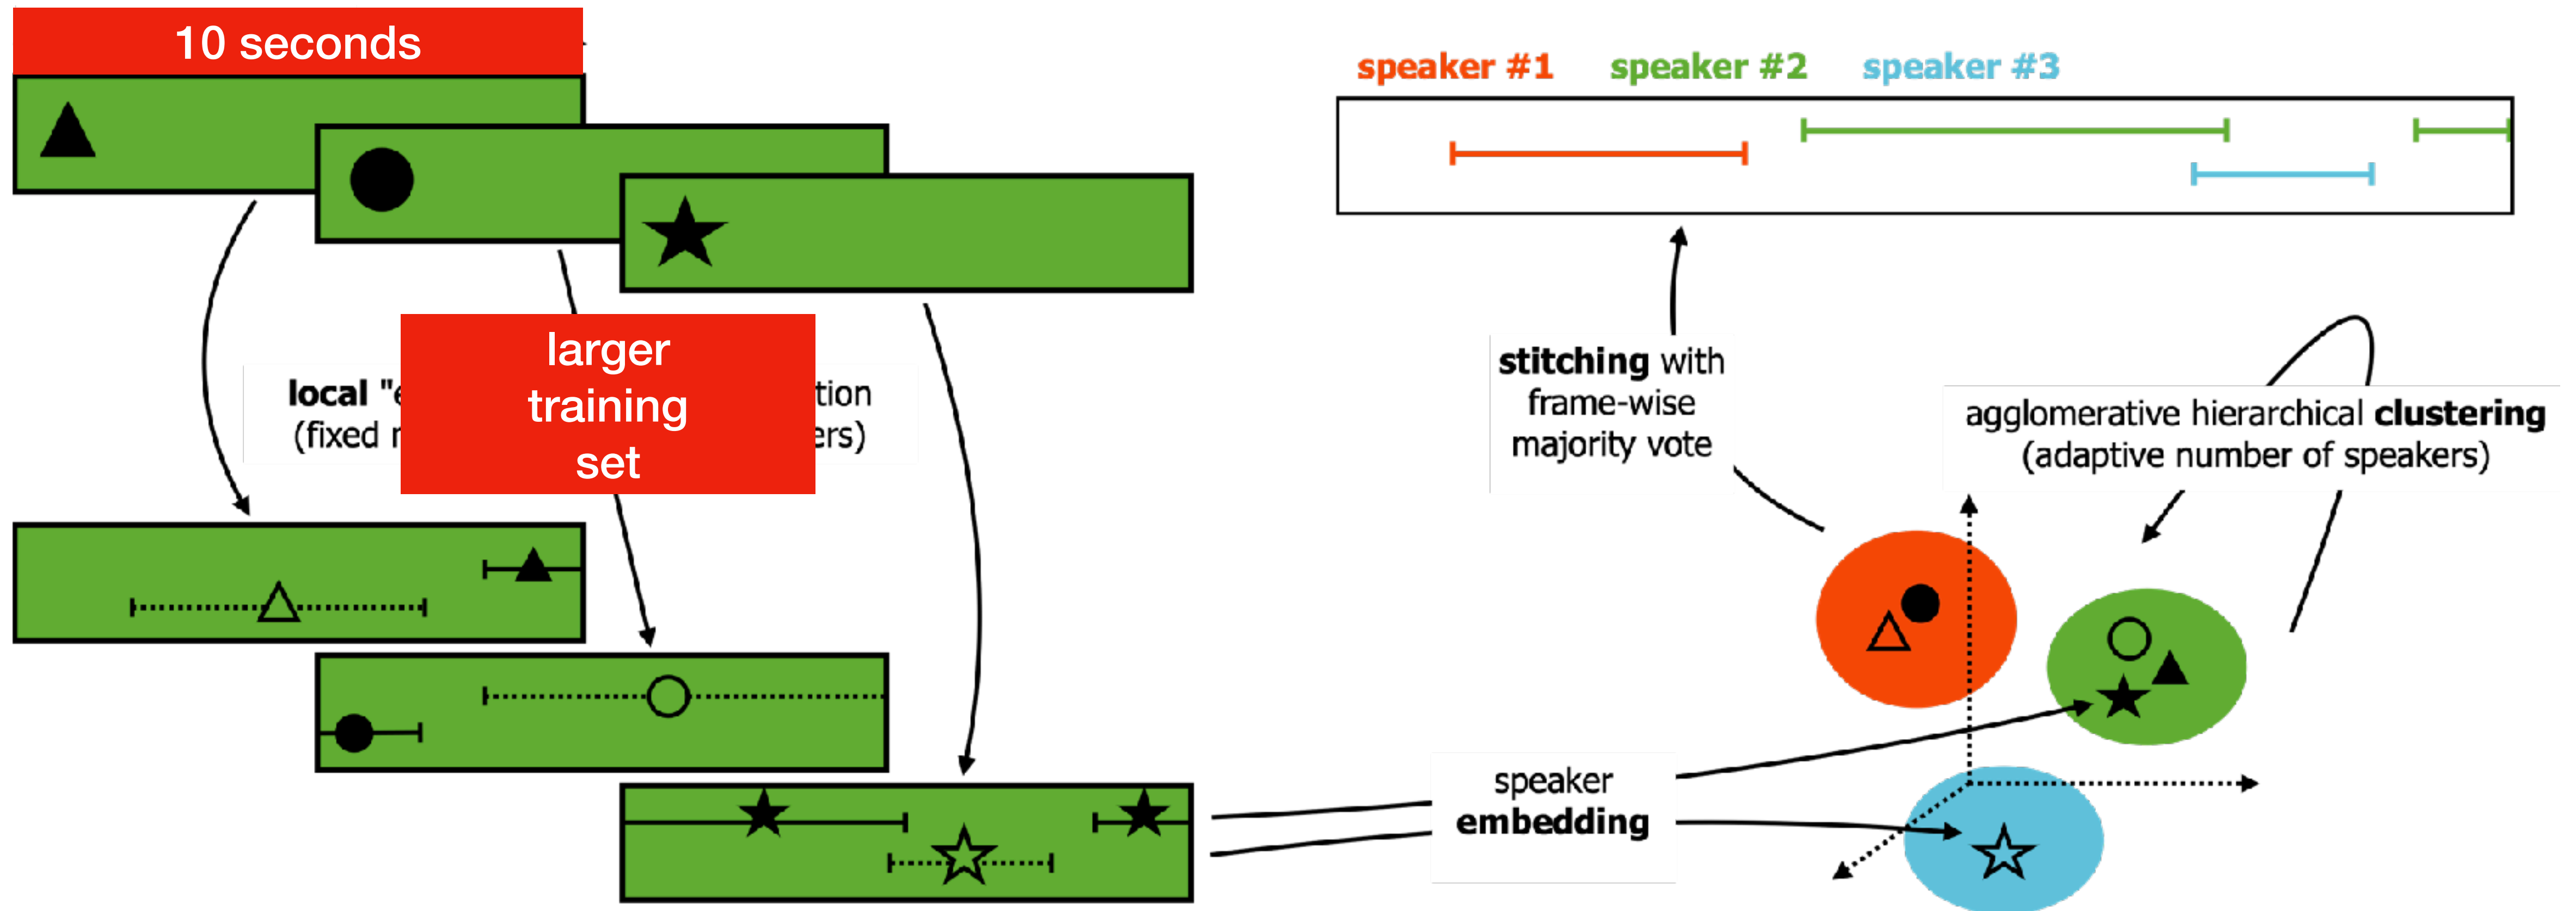 10 seconds
speaker #1 speaker #2 speaker #3
larger
training
set
local "e tion
(fixed r ers)
stitching with
frame-wise
majority vote
agglomerative hierarchical clustering
(adaptive number of speakers)
speaker
embedding